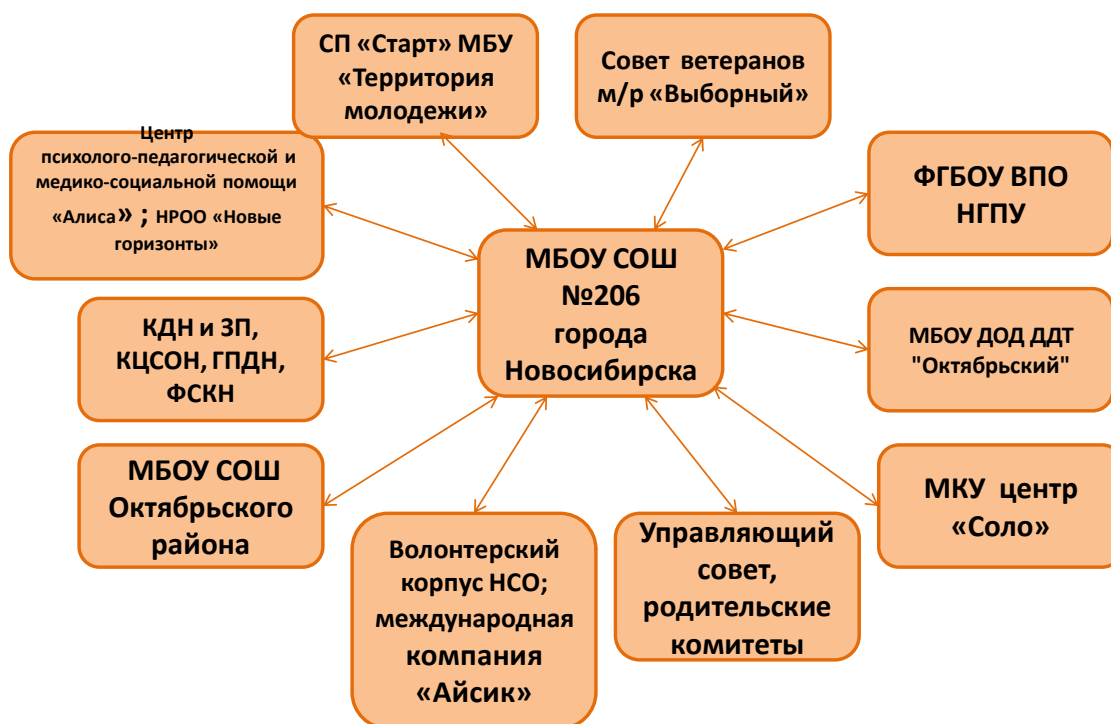 СП «Старт» МБУ
«Территория
молодежи»
Совет ветеранов
м/р «Выборный»
Центр
психолого-педагогической и
медико-социальной помощи
«Алиса» ; НРОО «Новые
горизонты»
ФГБОУ ВПО
НГПУ
МБОУ СОШ
№206
города
Новосибирска
КДН и ЗП,
КЦСОН, ГПДН,
ФСКН
МБОУ ДОД ДДТ
"Октябрьский"
МБОУ СОШ
Октябрьского
района
МКУ центр
«Соло»
Волонтерский
корпус НСО;
международная
компания
«Айсик»
Управляющий
совет,
родительские
комитеты